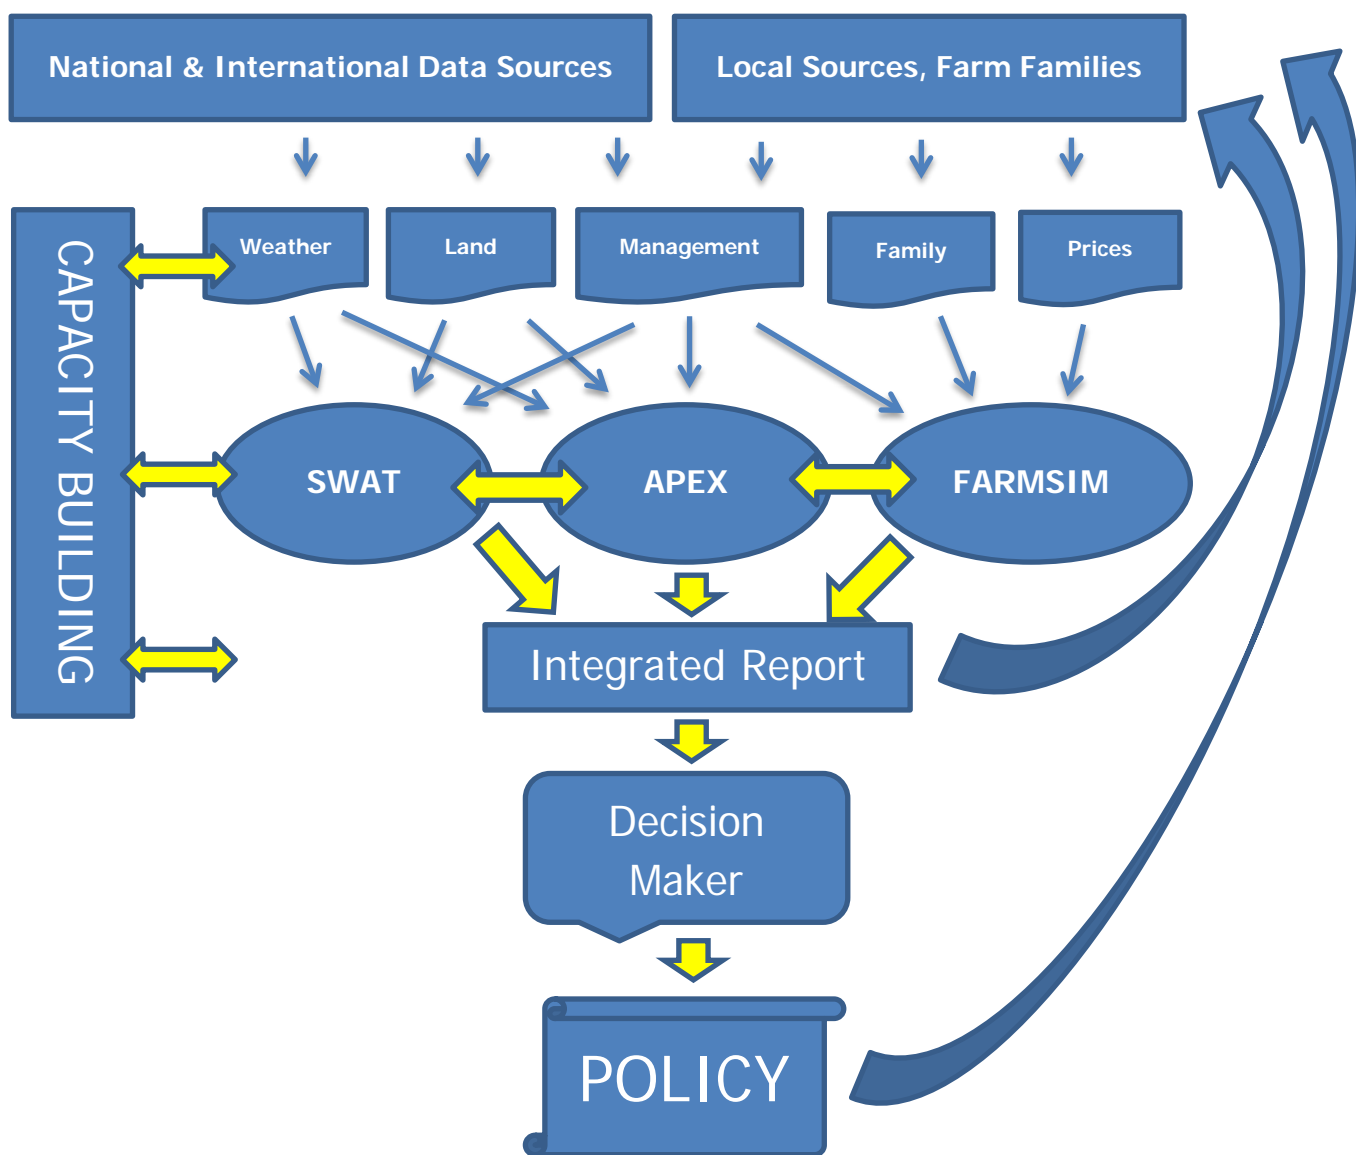 National & International Data Sources
Local Sources, Farm Families
CAPACITY BUILDING
Weather
Land
Management
Family
Prices
SWAT
APEX
FARMSIM
Integrated Report
Decision
Maker
POLICY